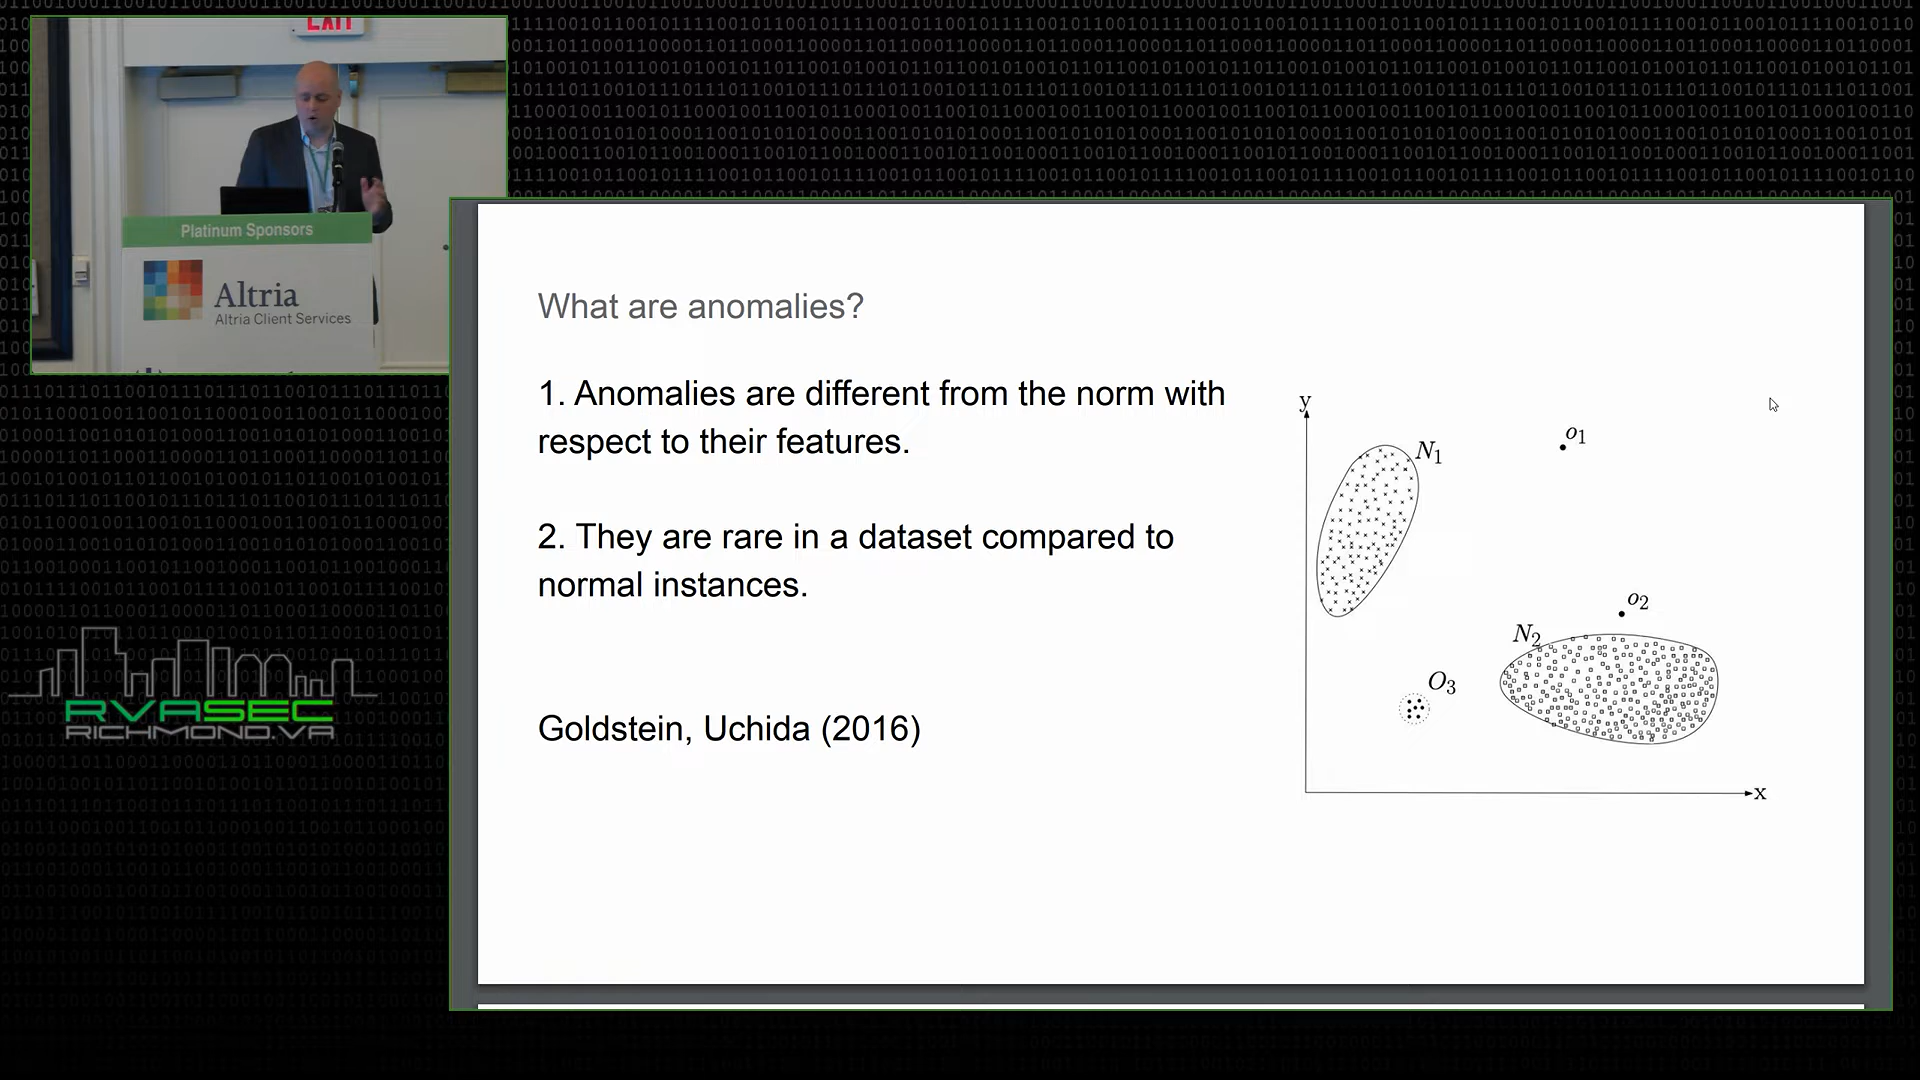 EXIT
Platinum Sponsors
Altria
Altria Client Services
What are anomalies?
1. Anomalies are different from the norm with
respect to their features.
2. They are rare in a dataset compared to
normal instances.
Goldstein, Uchida (2016)
y
N1
o1
o2
N2
O3
x
RVASEC
RICHMOND.VA